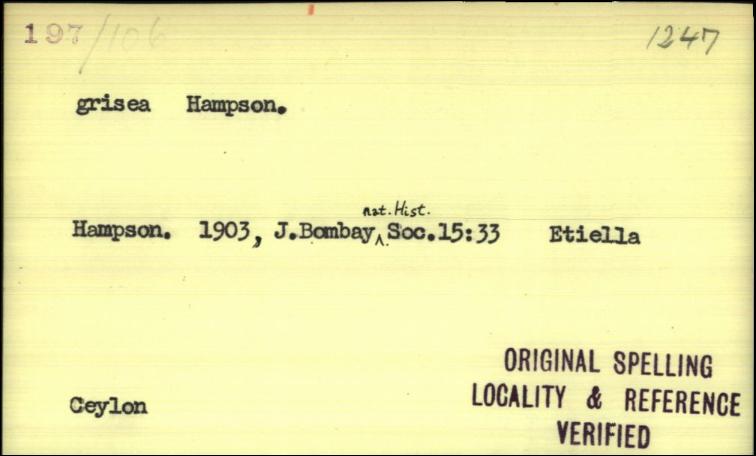 197/106 1247
grisea Hampson.
Hampson. 1903, J.Bombay nat. Hist. Soc.15:33 Etiella
Ceylon
ORIGINAL SPELLING
LOCALITY & REFERENCE
VERIFIED